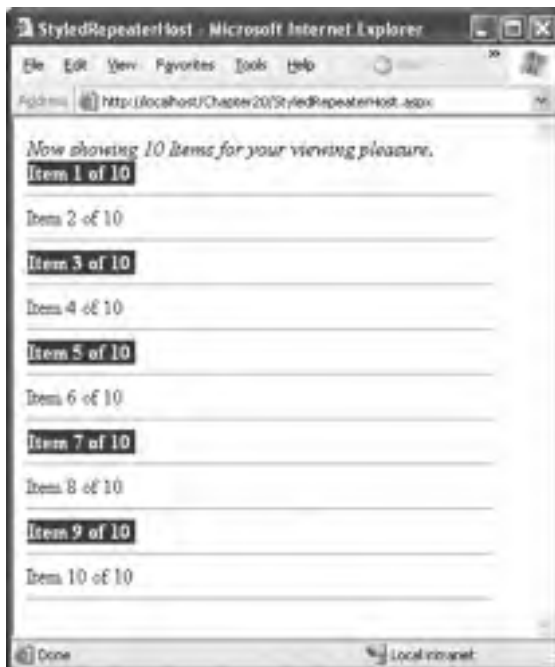 StyledRepeaterHost - Microsoft Internet Explorer
File Edit View Favorites Tools Help »
Address http://localhost/Chapter20/StyledRepeaterHost.aspx
Now showing 10 Items for your viewing pleasure.
Item 1 of 10
Item 2 of 10
Item 3 of 10
Item 4 of 10
Item 5 of 10
Item 6 of 10
Item 7 of 10
Item 8 of 10
Item 9 of 10
Item 10 of 10
Done Local intranet